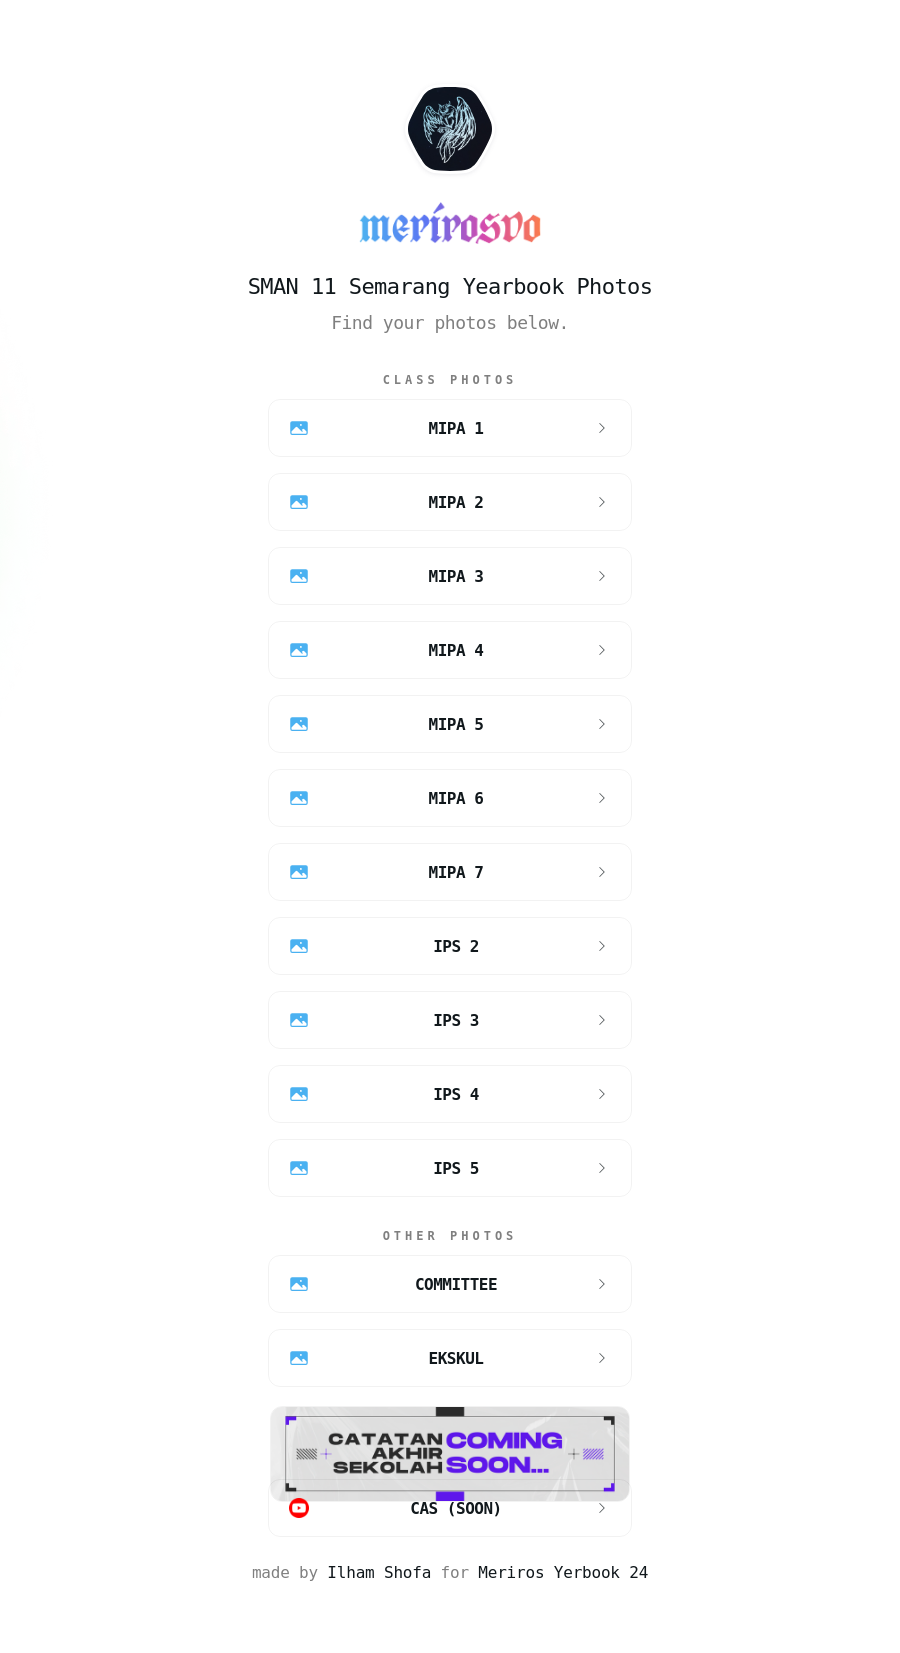 merírosvo
SMAN 11 Semarang Yearbook Photos
Find your photos below.
CLASS PHOTOS
MIPA 1
MIPA 2
MIPA 3
MIPA 4
MIPA 5
MIPA 6
MIPA 7
IPS 2
IPS 3
IPS 4
IPS 5
OTHER PHOTOS
COMMITTEE
EKSKUL
CATATAN
AKHIR
SEKOLAH
COMING
SOON...
CAS (SOON)
made by Ilham Shofa for Meriros Yerbook 24